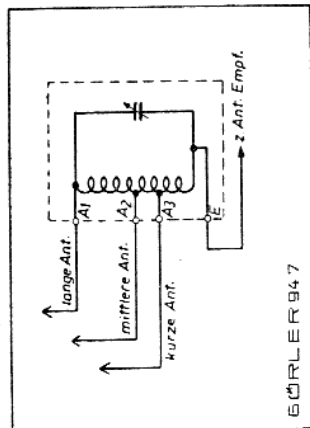 lange Ant.
A1
mittlere Ant.
A2
kurze Ant.
A3
E
z Ant. Empf.
GÖRLER 947